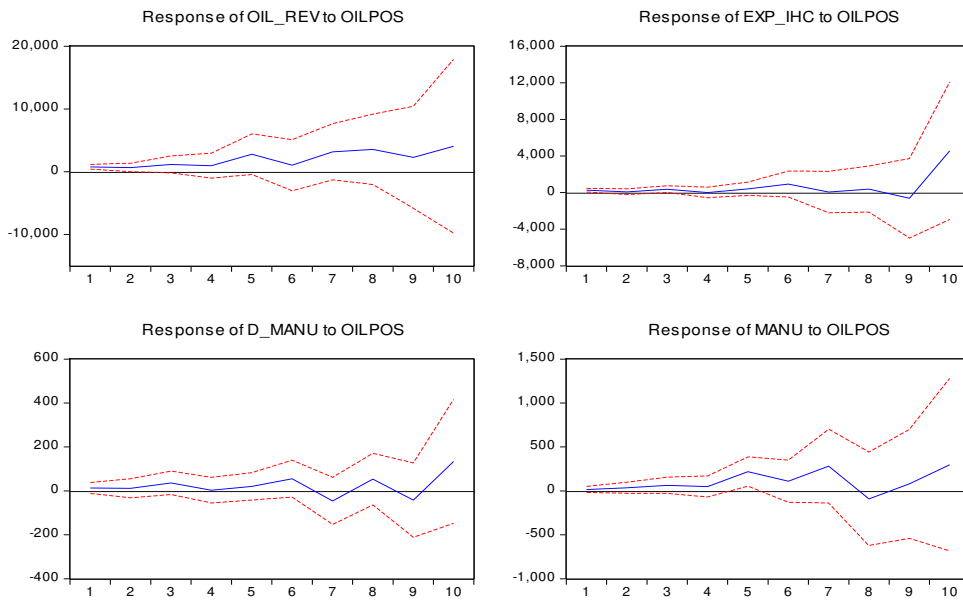 Response of OIL_REV to OILPOS
20,000
10,000
0
-10,000
1 2 3 4 5 6 7 8 9 10
Response of EXP_IHC to OILPOS
16,000
12,000
8,000
4,000
0
-4,000
-8,000
1 2 3 4 5 6 7 8 9 10
Response of D_MANU to OILPOS
600
400
200
0
-200
-400
1 2 3 4 5 6 7 8 9 10
Response of MANU to OILPOS
1,500
1,000
500
0
-500
-1,000
1 2 3 4 5 6 7 8 9 10